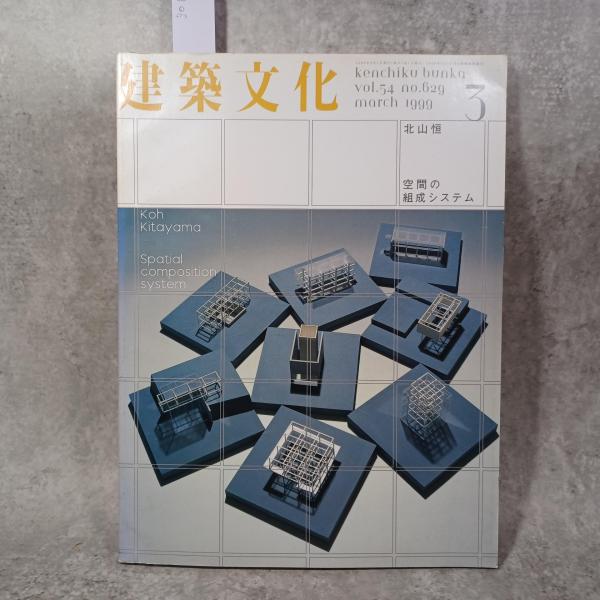 建築文化
kenchiku bunka
vol.54 no.629
march 1999
3
北山恒
空間の
組成システム
Koh
Kitayama
Spatial
composition
system